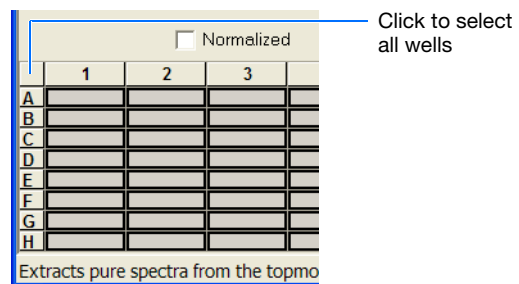 Click to select
all wells
Normalized
1 2 3
A
B
C
D
E
F
G
H
Extracts pure spectra from the topmo